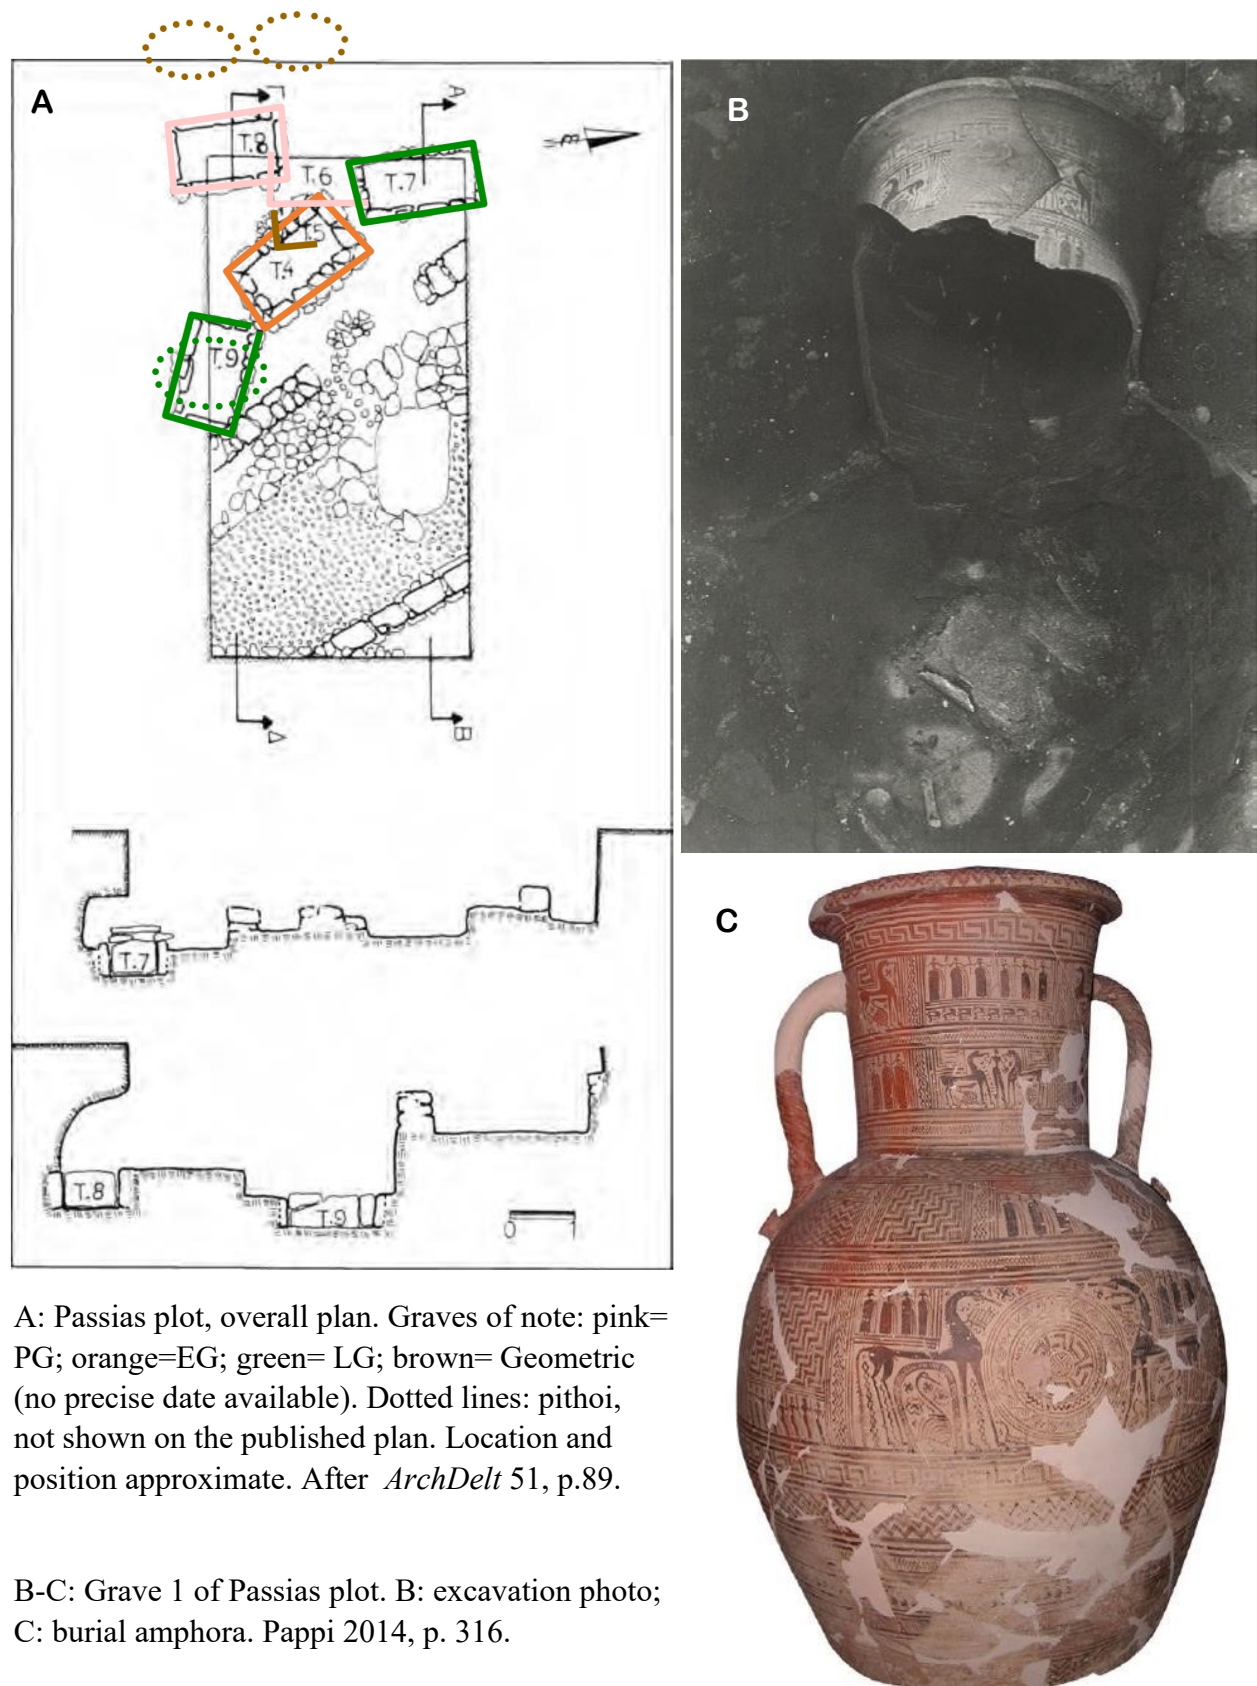 A
T.8
A
T.6
T.7
T.5
T.4
T.9
A
B
T.7
T.8
T.9
0
B
C
A: Passias plot, overall plan. Graves of note: pink=
PG; orange=EG; green= LG; brown= Geometric
(no precise date available). Dotted lines: pithoi,
not shown on the published plan. Location and
position approximate. After ArchDelt 51, p.89.
B-C: Grave 1 of Passias plot. B: excavation photo;
C: burial amphora. Pappi 2014, p. 316.